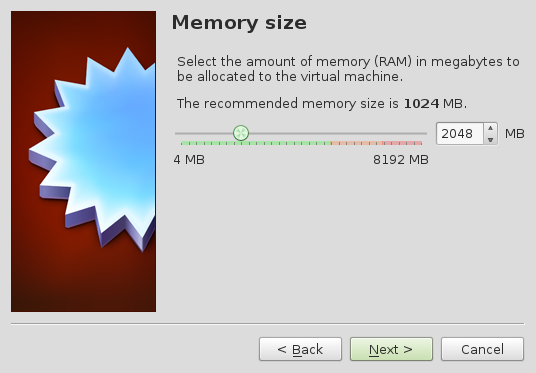 Memory size
Select the amount of memory (RAM) in megabytes to
be allocated to the virtual machine.
The recommended memory size is 1024 MB.
2048 MB
4 MB 8192 MB
< Back Next > Cancel